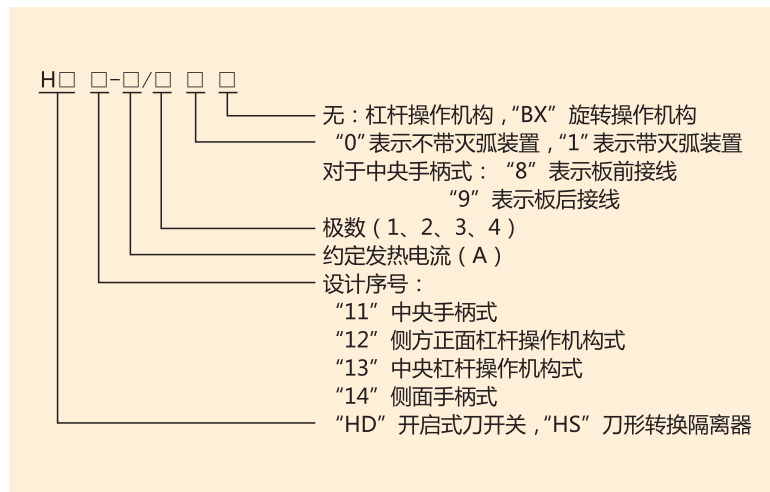 H□ □-□/□ □ □
无：杠杆操作机构，“BX”旋转操作机构
“0”表示不带灭弧装置，“1”表示带灭弧装置
对于中央手柄式：“8”表示板前接线
“9”表示板后接线
极数（1、2、3、4）
约定发热电流（A）
设计序号：
“11”中央手柄式
“12”侧方正面杠杆操作机构式
“13”中央杠杆操作机构式
“14”侧面手柄式
“HD”开启式刀开关，“HS”刀形转换隔离器